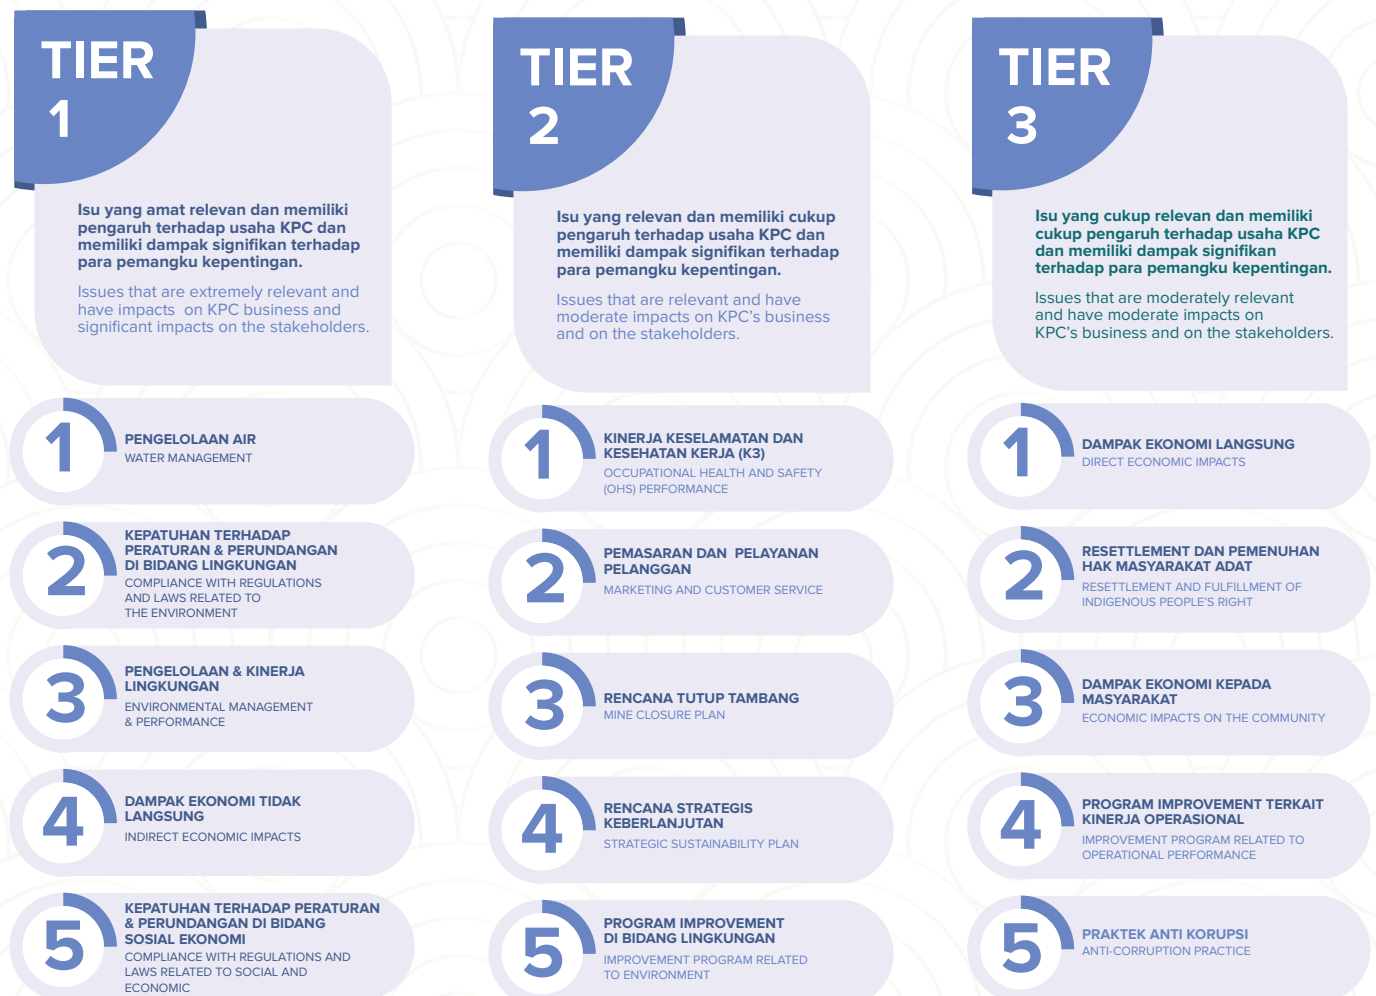 TIER
1
Isu yang amat relevan dan memiliki
pengaruh terhadap usaha KPC dan
memiliki dampak signifikan terhadap
para pemangku kepentingan.
Issues that are extremely relevant and
have impacts on KPC business and
significant impacts on the stakeholders.
1
PENGELOLAAN AIR
WATER MANAGEMENT
2
KEPATUHAN TERHADAP
PERATURAN & PERUNDANGAN
DI BIDANG LINGKUNGAN
COMPLIANCE WITH REGULATIONS
AND LAWS RELATED TO
THE ENVIRONMENT
3
PENGELOLAAN & KINERJA
LINGKUNGAN
ENVIRONMENTAL MANAGEMENT
& PERFORMANCE
4
DAMPAK EKONOMI TIDAK
LANGSUNG
INDIRECT ECONOMIC IMPACTS
5
KEPATUHAN TERHADAP PERATURAN
& PERUNDANGAN DI BIDANG
SOSIAL EKONOMI
COMPLIANCE WITH REGULATIONS AND
LAWS RELATED TO SOCIAL AND
ECONOMIC
TIER
2
Isu yang relevan dan memiliki cukup
pengaruh terhadap usaha KPC dan
memiliki dampak signifikan terhadap
para pemangku kepentingan.
Issues that are relevant and have
moderate impacts on KPC's business
and on the stakeholders.
1
KINERJA KESELAMATAN DAN
KESEHATAN KERJA (K3)
OCCUPATIONAL HEALTH AND SAFETY
(OHS) PERFORMANCE
2
PEMASARAN DAN PELAYANAN
PELANGGAN
MARKETING AND CUSTOMER SERVICE
3
RENCANA TUTUP TAMBANG
MINE CLOSURE PLAN
4
RENCANA STRATEGIS
KEBERLANJUTAN
STRATEGIC SUSTAINABILITY PLAN
5
PROGRAM IMPROVEMENT
DI BIDANG LINGKUNGAN
IMPROVEMENT PROGRAM RELATED
TO ENVIRONMENT
TIER
3
Isu yang cukup relevan dan memiliki
cukup pengaruh terhadap usaha KPC
dan memiliki dampak signifikan
terhadap para pemangku kepentingan.
Issues that are moderately relevant
and have moderate impacts on
KPC's business and on the stakeholders.
1
DAMPAK EKONOMI LANGSUNG
DIRECT ECONOMIC IMPACTS
2
RESETTLEMENT DAN PEMENUHAN
HAK MASYARAKAT ADAT
RESETTLEMENT AND FULFILLMENT OF
INDIGENOUS PEOPLE'S RIGHT
3
DAMPAK EKONOMI KEPADA
MASYARAKAT
ECONOMIC IMPACTS ON THE COMMUNITY
4
PROGRAM IMPROVEMENT TERKAIT
KINERJA OPERASIONAL
IMPROVEMENT PROGRAM RELATED TO
OPERATIONAL PERFORMANCE
5
PRAKTEK ANTI KORUPSI
ANTI-CORRUPTION PRACTICE